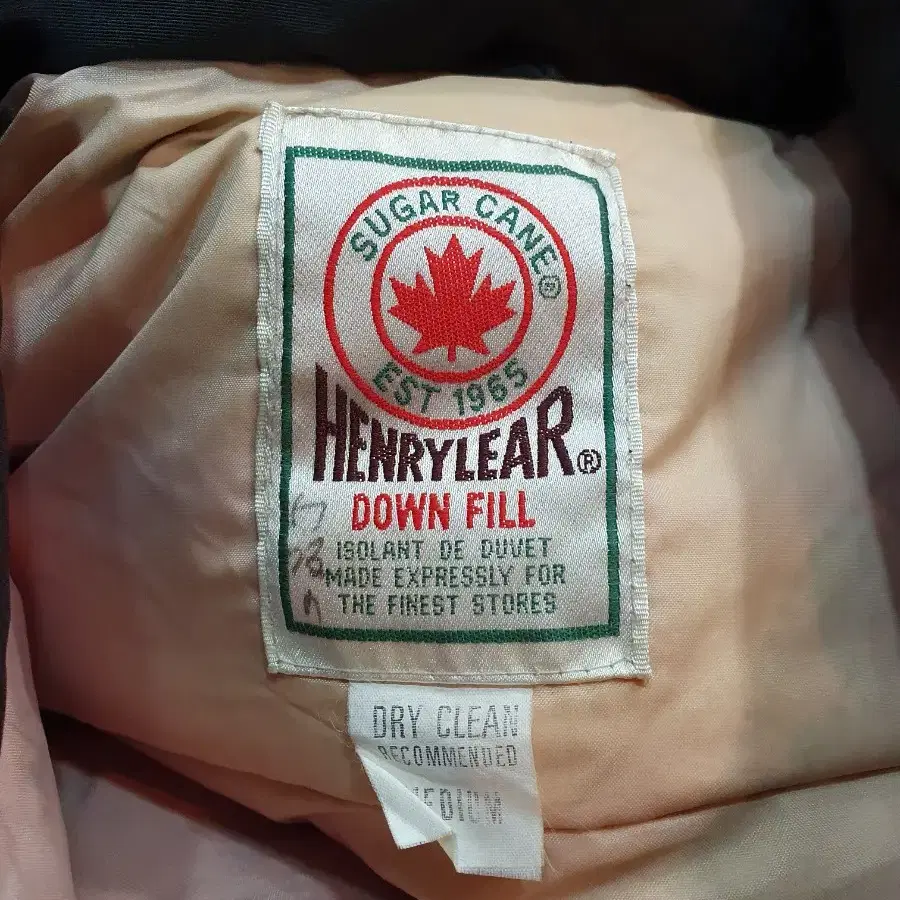 SUGAR CANE®
EST 1965
HENRYLEAR®
DOWN FILL
ISOLANT DE DUVET
MADE EXPRESSLY FOR
THE FINEST STORES
DRY CLEAN
RECOMMENDED
MEDIUM